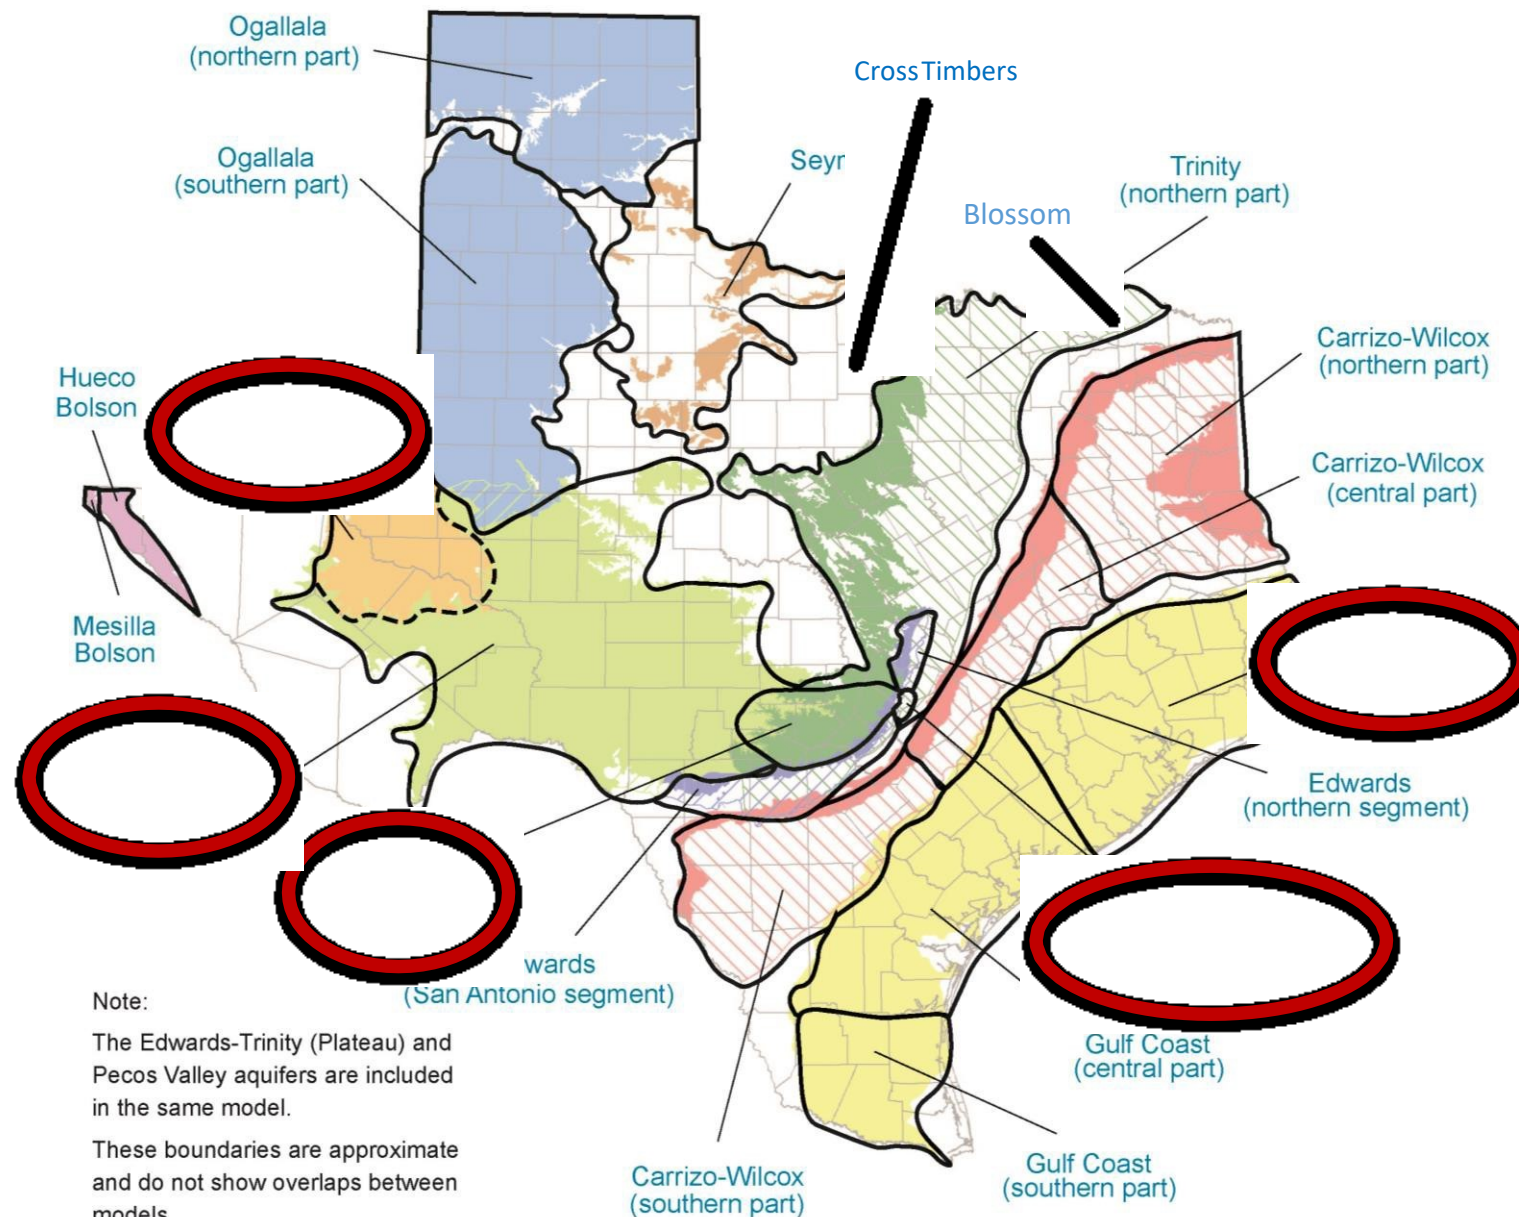 Ogallala
(northern part)
Cross Timbers
Ogallala
(southern part)
Seyr
Trinity
(northern part)
Blossom
Carrizo-Wilcox
(northern part)
Hueco
Bolson
Carrizo-Wilcox
(central part)
Mesilla
Bolson
Edwards
(northern segment)
wards
(San Antonio segment)
Gulf Coast
(central part)
Gulf Coast
(southern part)
Carrizo-Wilcox
(southern part)
Note:
The Edwards-Trinity (Plateau) and
Pecos Valley aquifers are included
in the same model.
These boundaries are approximate
and do not show overlaps between
models